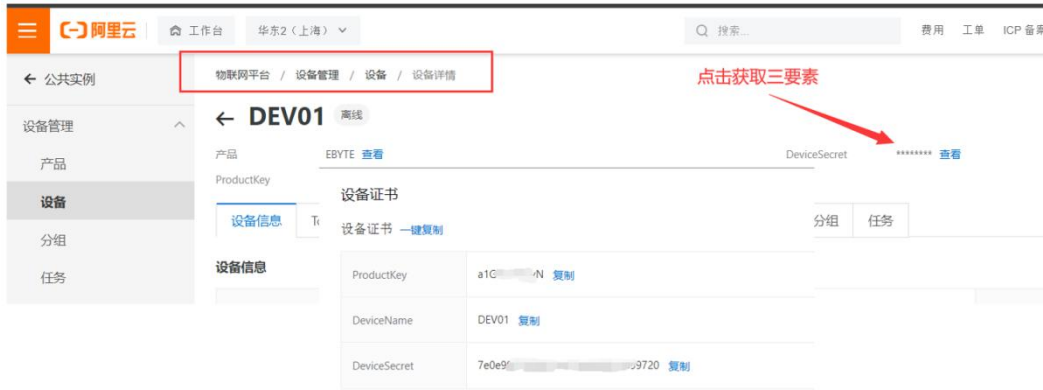 阿里云 工作台 华东2（上海） 搜索... 费用 工单 ICP 备案
公共实例
物联网平台 / 设备管理 / 设备 / 设备详情
点击获取三要素
设备管理
DEV01 离线
产品 EBYTE 查看 DeviceSecret ******** 查看
产品
ProductKey
设备证书
设备
设备信息
设备证书 一键复制
分组 任务
分组
设备信息
ProductKey a1G N 复制
任务
DeviceName DEV01 复制
DeviceSecret 7e0e9 9720 复制